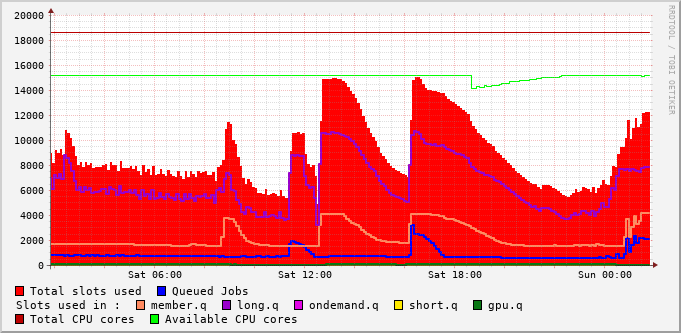 20000
18000
16000
14000
12000
10000
8000
6000
4000
2000
0
Sat 06:00 Sat 12:00 Sat 18:00 Sun 00:00
Total slots used Queued Jobs
Slots used in : member.q long.q ondemand.q short.q gpu.q
Total CPU cores Available CPU cores
RRDTOOL / TOBI OETIKER